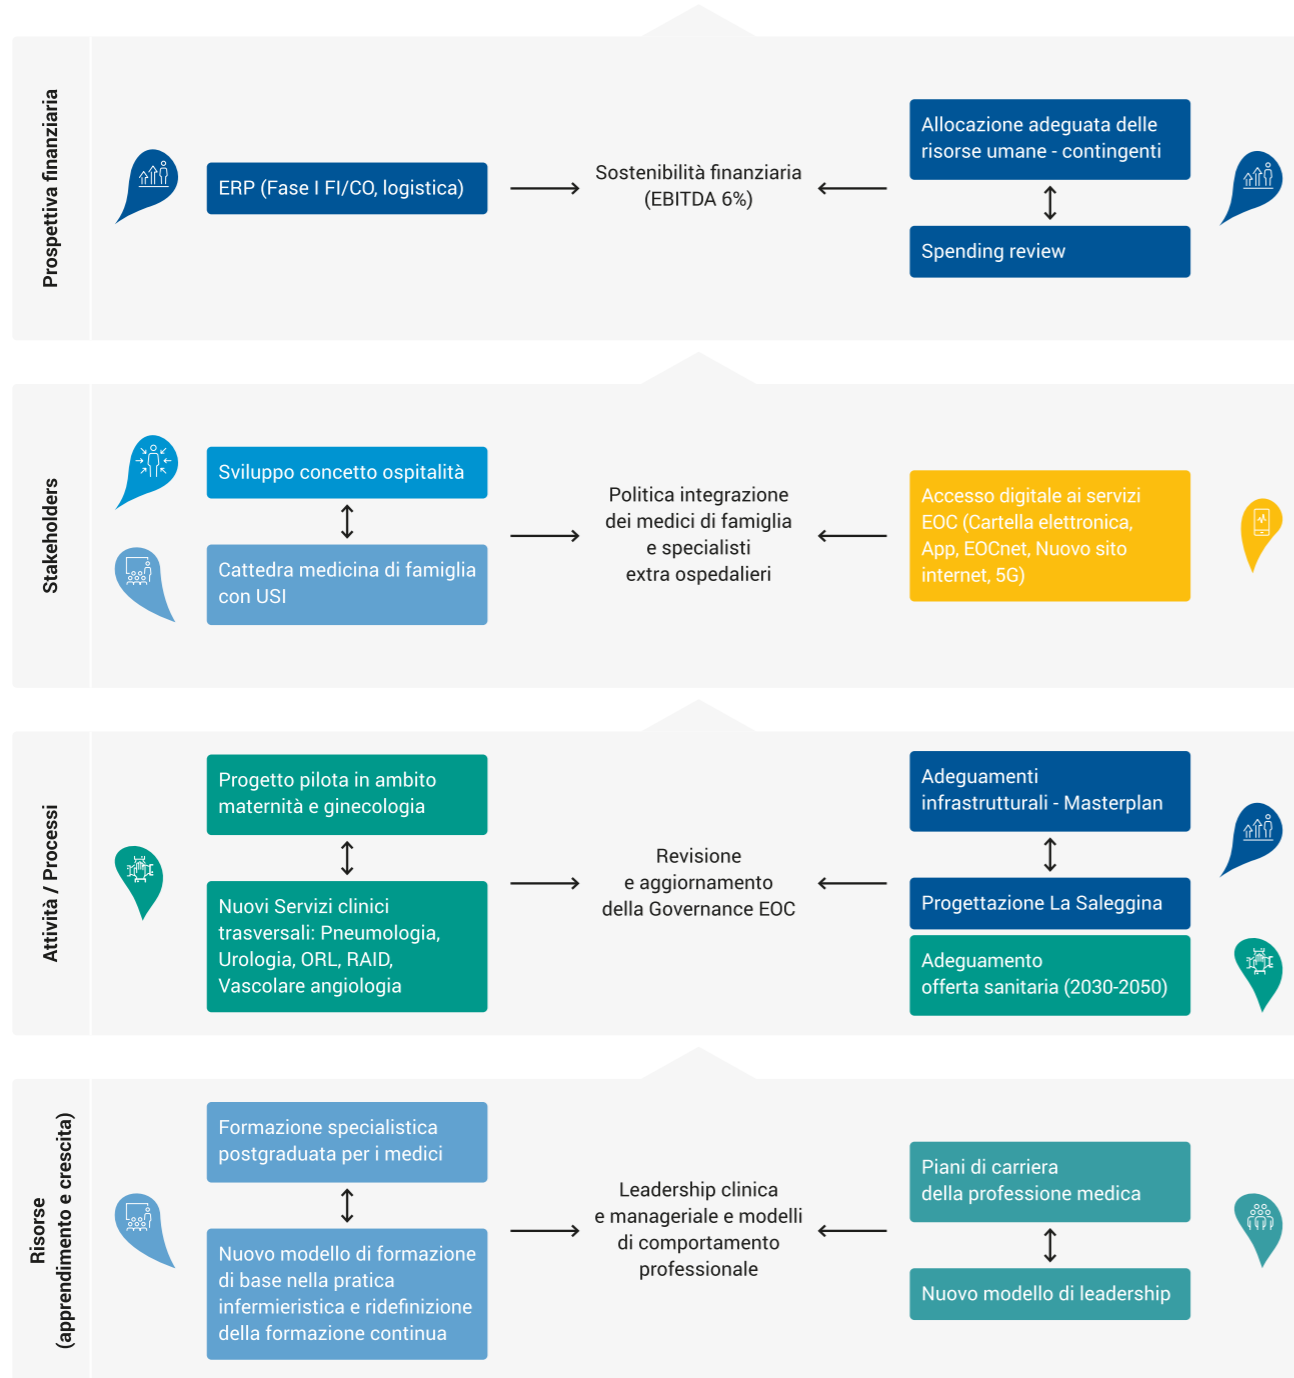 Prospettiva finanziaria
ERP (Fase I FI/CO, logistica)
Sostenibilità finanziaria
(EBITDA 6%)
Allocazione adeguata delle
risorse umane - contingenti
Spending review
Stakeholders
Sviluppo concetto ospitalità
Cattedra medicina di famiglia
con USI
Politica integrazione
dei medici di famiglia
e specialisti
extra ospedalieri
Accesso digitale ai servizi
EOC (Cartella elettronica,
App, EOCnet, Nuovo sito
internet, 5G)
Attività / Processi
Progetto pilota in ambito
maternità e ginecologia
Nuovi Servizi clinici
trasversali: Pneumologia,
Urologia, ORL, RAID,
Vascolare angiologia
Revisione
e aggiornamento
della Governance EOC
Adeguamenti
infrastrutturali - Masterplan
Progettazione La Saleggina
Adeguamento
offerta sanitaria (2030-2050)
Risorse
(apprendimento e crescita)
Formazione specialistica
postgraduata per i medici
Nuovo modello di formazione
di base nella pratica
infermieristica e ridefinizione
della formazione continua
Leadership clinica
e manageriale e modelli
di comportamento
professionale
Piani di carriera
della professione medica
Nuovo modello di leadership